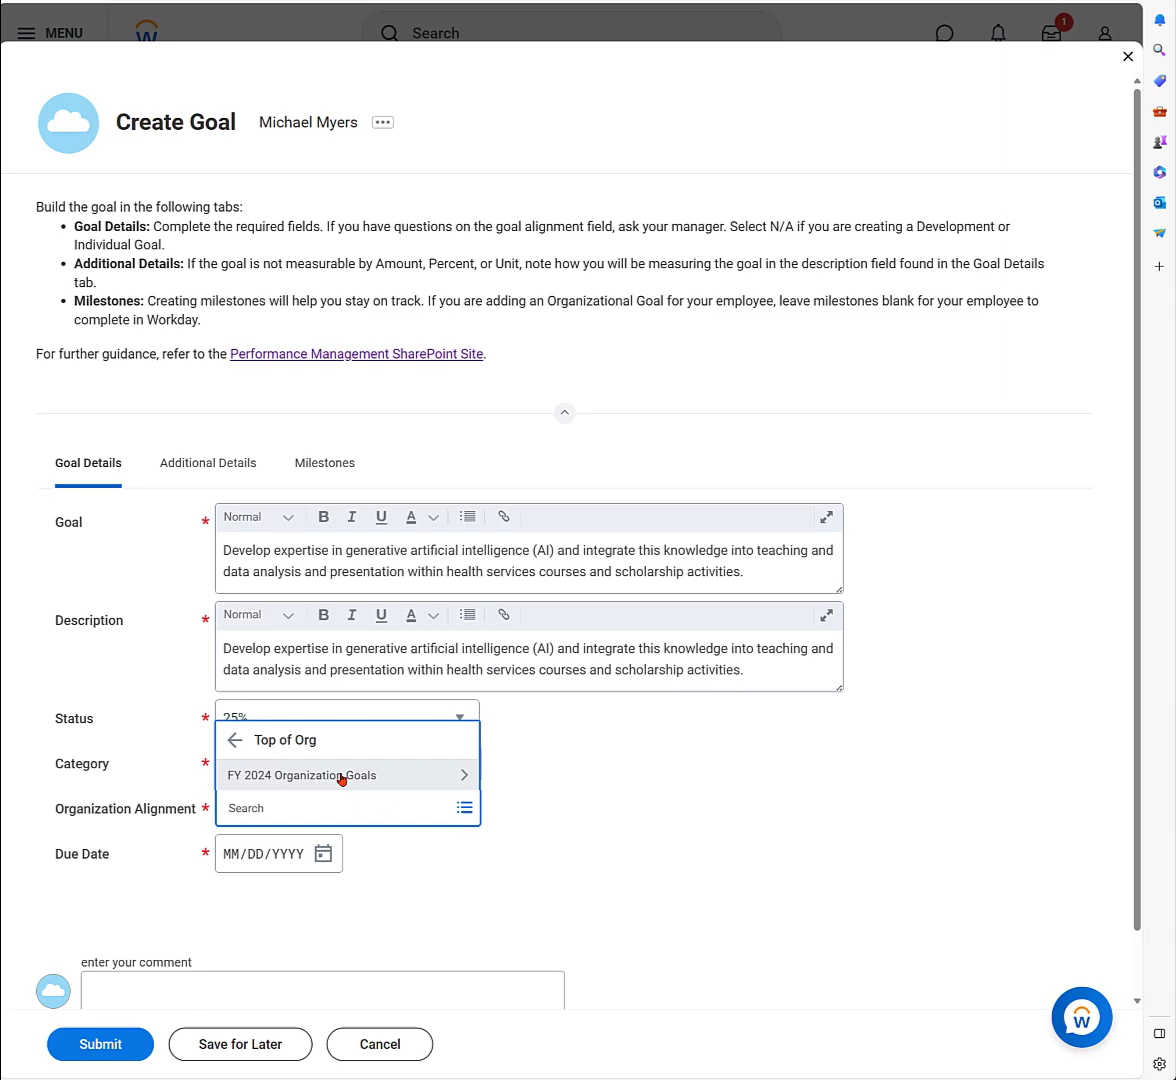 MENU
W
Search
1
Create Goal
Michael Myers
Build the goal in the following tabs:
• Goal Details: Complete the required fields. If you have questions on the goal alignment field, ask your manager. Select N/A if you are creating a Development or
Individual Goal.
• Additional Details: If the goal is not measurable by Amount, Percent, or Unit, note how you will be measuring the goal in the description field found in the Goal Details
tab.
• Milestones: Creating milestones will help you stay on track. If you are adding an Organizational Goal for your employee, leave milestones blank for your employee to
complete in Workday.
For further guidance, refer to the Performance Management SharePoint Site.
Goal Details
Additional Details
Milestones
Goal *
Normal B I U A
Develop expertise in generative artificial intelligence (AI) and integrate this knowledge into teaching and
data analysis and presentation within health services courses and scholarship activities.
Description *
Normal B I U A
Develop expertise in generative artificial intelligence (AI) and integrate this knowledge into teaching and
data analysis and presentation within health services courses and scholarship activities.
Status *
25%
Top of Org
Category *
FY 2024 Organization Goals
Organization Alignment *
Search
Due Date *
MM/DD/YYYY
enter your comment
W
Submit
Save for Later
Cancel